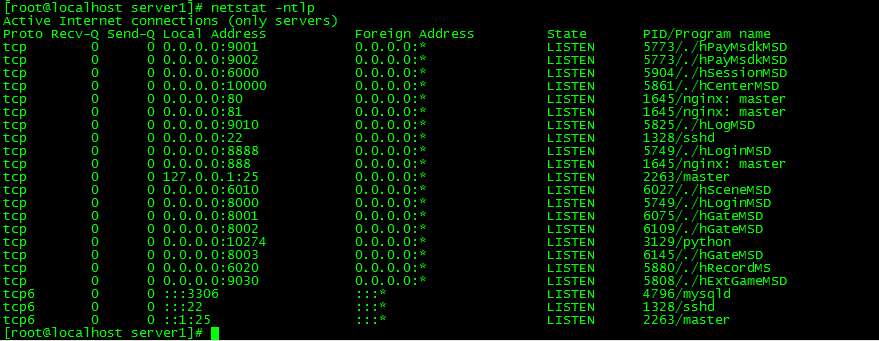 [root@localhost server1]# netstat -ntlp
Active Internet connections (only servers)
Proto Recv-Q Send-Q Local Address Foreign Address State PID/Program name
tcp 0 0 0.0.0.0:9001 0.0.0.0:* LISTEN 5773/./hPayMsdkMSD
tcp 0 0 0.0.0.0:9002 0.0.0.0:* LISTEN 5773/./hPayMsdkMSD
tcp 0 0 0.0.0.0:6000 0.0.0.0:* LISTEN 5904/./hSessionMSD
tcp 0 0 0.0.0.0:10000 0.0.0.0:* LISTEN 5861/./hCenterMSD
tcp 0 0 0.0.0.0:80 0.0.0.0:* LISTEN 1645/nginx: master
tcp 0 0 0.0.0.0:81 0.0.0.0:* LISTEN 1645/nginx: master
tcp 0 0 0.0.0.0:9010 0.0.0.0:* LISTEN 5825/./hLogMSD
tcp 0 0 0.0.0.0:22 0.0.0.0:* LISTEN 1328/sshd
tcp 0 0 0.0.0.0:8888 0.0.0.0:* LISTEN 5749/./hLoginMSD
tcp 0 0 0.0.0.0:888 0.0.0.0:* LISTEN 1645/nginx: master
tcp 0 0 127.0.0.1:25 0.0.0.0:* LISTEN 2263/master
tcp 0 0 0.0.0.0:6010 0.0.0.0:* LISTEN 6027/./hSceneMSD
tcp 0 0 0.0.0.0:8000 0.0.0.0:* LISTEN 5749/./hLoginMSD
tcp 0 0 0.0.0.0:8001 0.0.0.0:* LISTEN 6075/./hGateMSD
tcp 0 0 0.0.0.0:8002 0.0.0.0:* LISTEN 6109/./hGateMSD
tcp 0 0 0.0.0.0:10274 0.0.0.0:* LISTEN 3129/python
tcp 0 0 0.0.0.0:8003 0.0.0.0:* LISTEN 6145/./hGateMSD
tcp 0 0 0.0.0.0:6020 0.0.0.0:* LISTEN 5880/./hRecordMS
tcp 0 0 0.0.0.0:9030 0.0.0.0:* LISTEN 5808/./hExtGameMSD
tcp6 0 0 :::3306 :::* LISTEN 4796/mysqld
tcp6 0 0 :::22 :::* LISTEN 1328/sshd
tcp6 0 0 ::1:25 :::* LISTEN 2263/master
[root@localhost server1]#